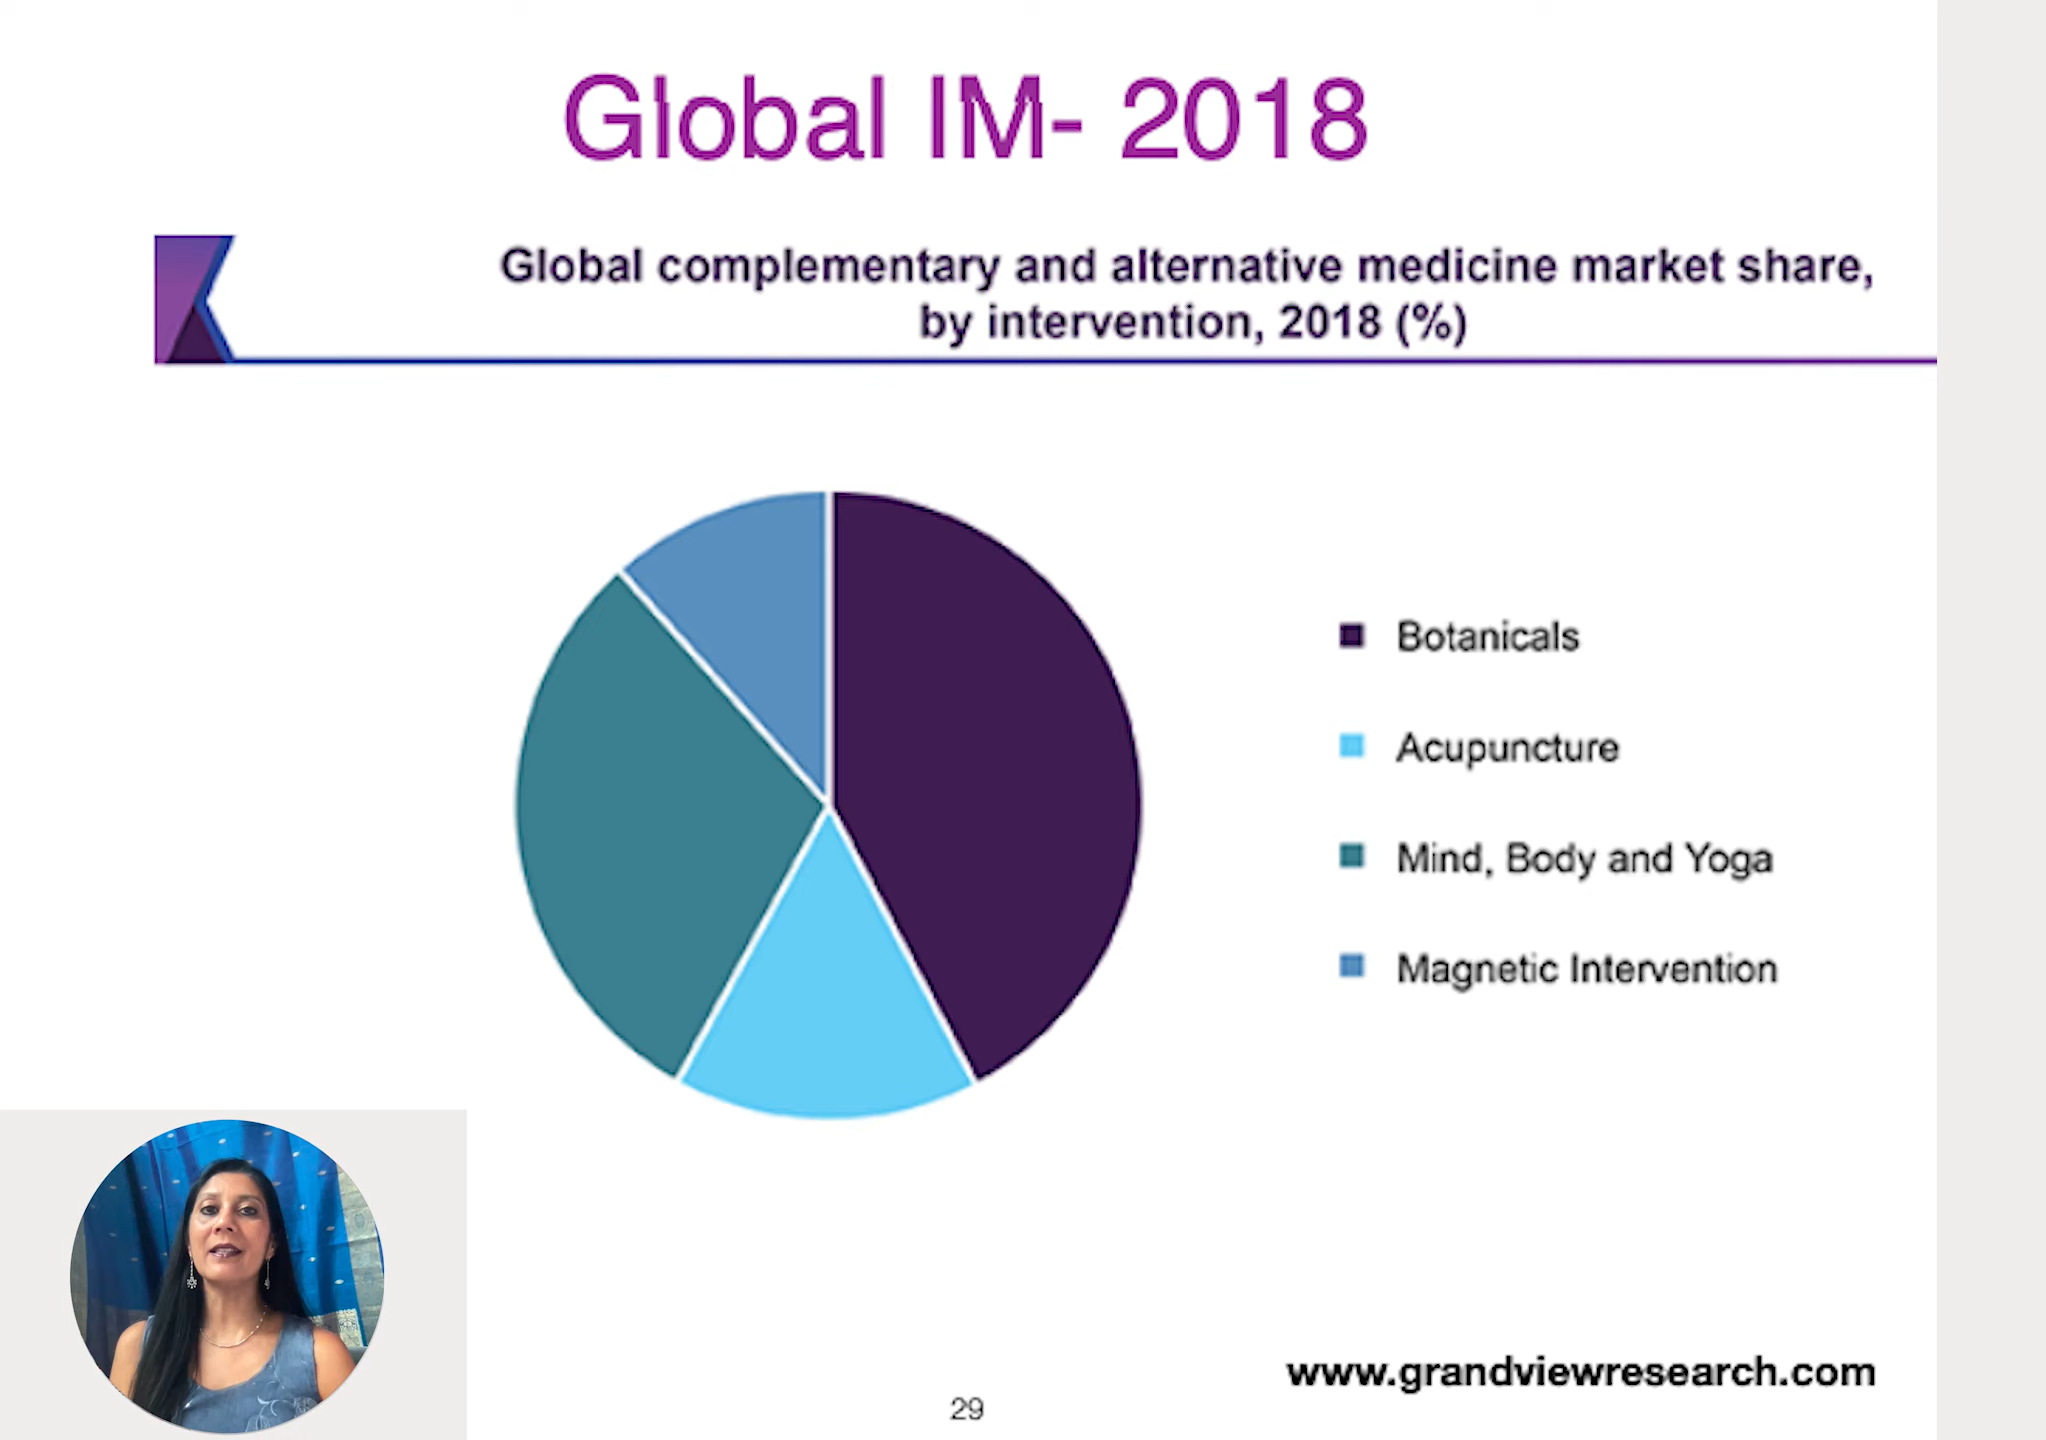 Global IM- 2018
Global complementary and alternative medicine market share,
by intervention, 2018 (%)
Botanicals
Acupuncture
Mind, Body and Yoga
Magnetic Intervention
www.grandviewresearch.com
29